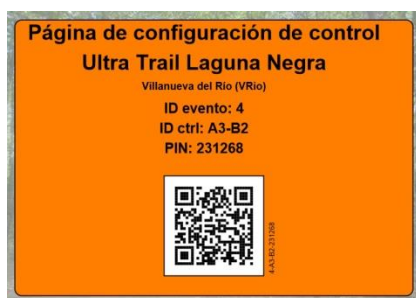 Página de configuración de control
Ultra Trail Laguna Negra
Villanueva del Río (VRio)
ID evento: 4
ID ctrl: A3-B2
PIN: 231268
4-A3-B2-231268